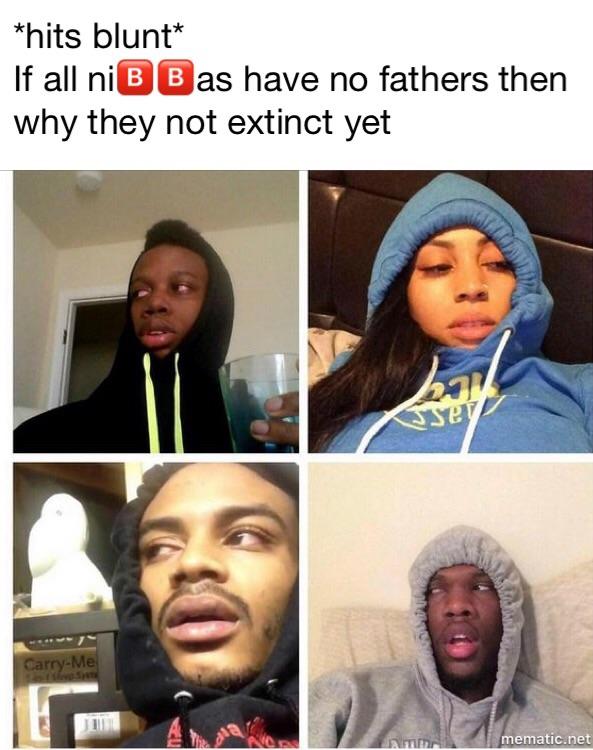 *hits blunt*
If all ni🅱️🅱️as have no fathers then
why they not extinct yet
Carry-Me
mematic.net